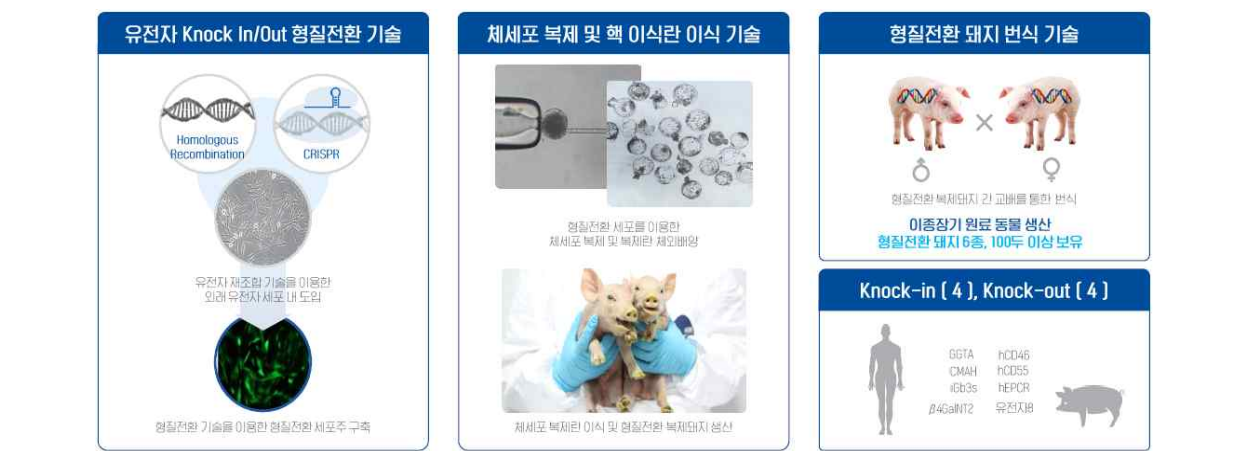 유전자 Knock In/Out 형질전환 기술
Homologous
Recombination
CRISPR
유전자 재조합 기술을 이용한
외래 유전자 세포 내 도입
형질전환 기술을 이용한 형질전환 세포주 구축
체세포 복제 및 핵 이식란 이식 기술
형질전환 세포를 이용한
체세포 복제 및 복제란 체외배양
체세포 복제란 이식 및 형질전환 복제돼지 생산
형질전환 돼지 번식 기술
형질전환 복제돼지 간 교배를 통한 번식
이종장기 원료 동물 생산
형질전환 돼지 6종, 100두 이상 보유
Knock-in ( 4 ), Knock-out ( 4 )
GGTA hCD46
CMAH hCD55
iGb3s hEPCR
β4GalNT2 유전자8